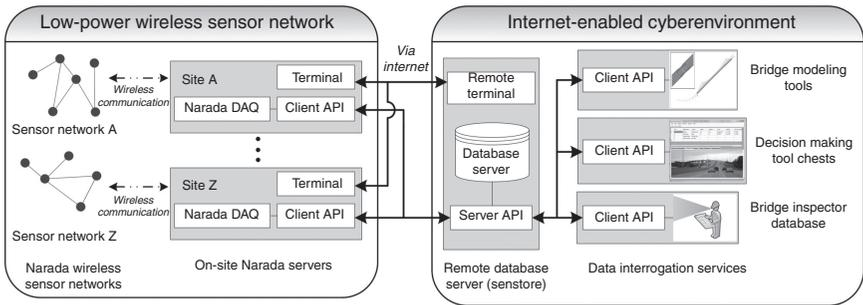 Low-power wireless sensor network
Internet-enabled cyberenvironment
Via
internet
Site A
Terminal
Wireless
communication
Narada DAQ
Client API
Sensor network A
Site Z
Terminal
Wireless
communication
Narada DAQ
Client API
Sensor network Z
Narada wireless
sensor networks
On-site Narada servers
Remote
terminal
Database
server
Server API
Remote database
server (senstore)
Client API
Bridge modeling
tools
Client API
Decision making
tool chests
Client API
Bridge inspector
database
Data interrogation services